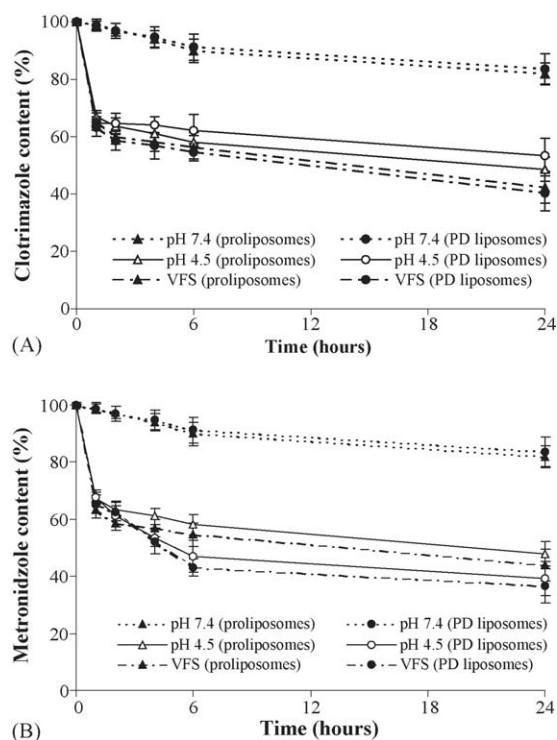 100
80
60
40
20
0
Clotrimazole content (%)
pH 7.4 (proliposomes) pH 7.4 (PD liposomes)
pH 4.5 (proliposomes) pH 4.5 (PD liposomes)
VFS (proliposomes) VFS (PD liposomes)
0 6 12 18 24
(A) Time (hours)
100
80
60
40
20
0
Metronidzole content (%)
pH 7.4 (proliposomes) pH 7.4 (PD liposomes)
pH 4.5 (proliposomes) pH 4.5 (PD liposomes)
VFS (proliposomes) VFS (PD liposomes)
0 6 12 18 24
(B) Time (hours)